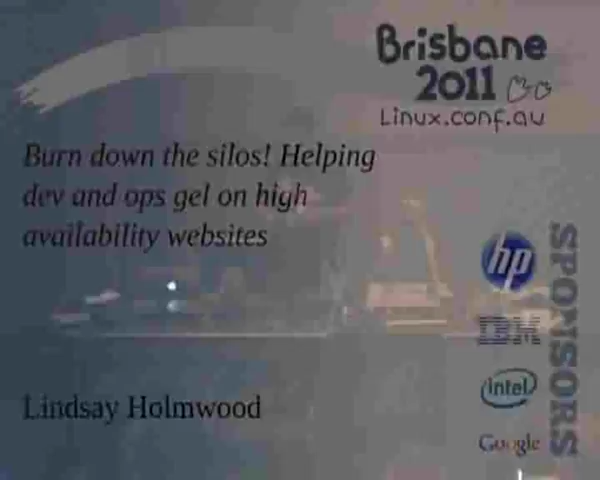 Brisbane
2011
Linux.conf.au
Burn down the silos! Helping
dev and ops gel on high
availability websites
hp
IBM
intel
Google
SPONSORS
Lindsay Holmwood